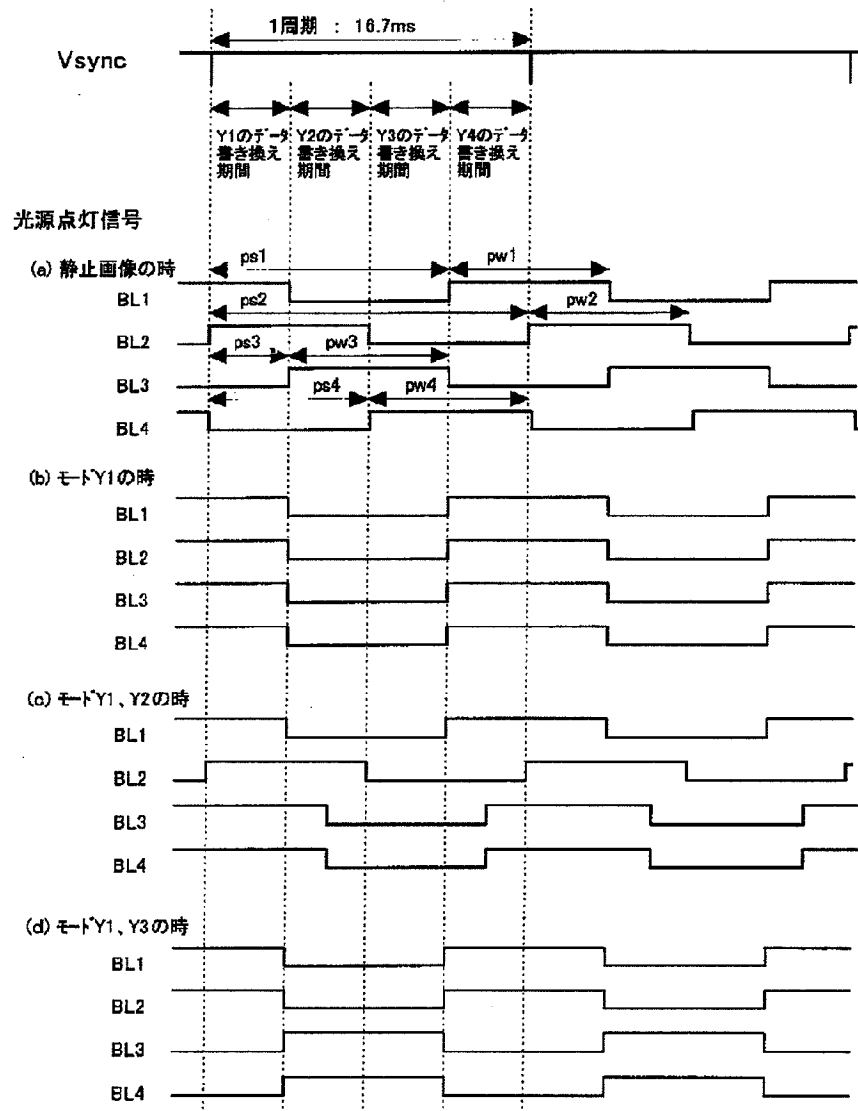 1周期 : 16.7ms
Vsync
Y1のデータ Y2のデータ Y3のデータ Y4のデータ
書き換え 書き換え 書き換え 書き換え
期間 期間 期間 期間
光源点灯信号
(a) 静止画像の時
ps1 pw1
BL1
ps2 pw2
BL2
ps3 pw3
BL3
ps4 pw4
BL4
(b) モードY1の時
BL1
BL2
BL3
BL4
(c) モードY1、Y2の時
BL1
BL2
BL3
BL4
(d) モードY1、Y3の時
BL1
BL2
BL3
BL4